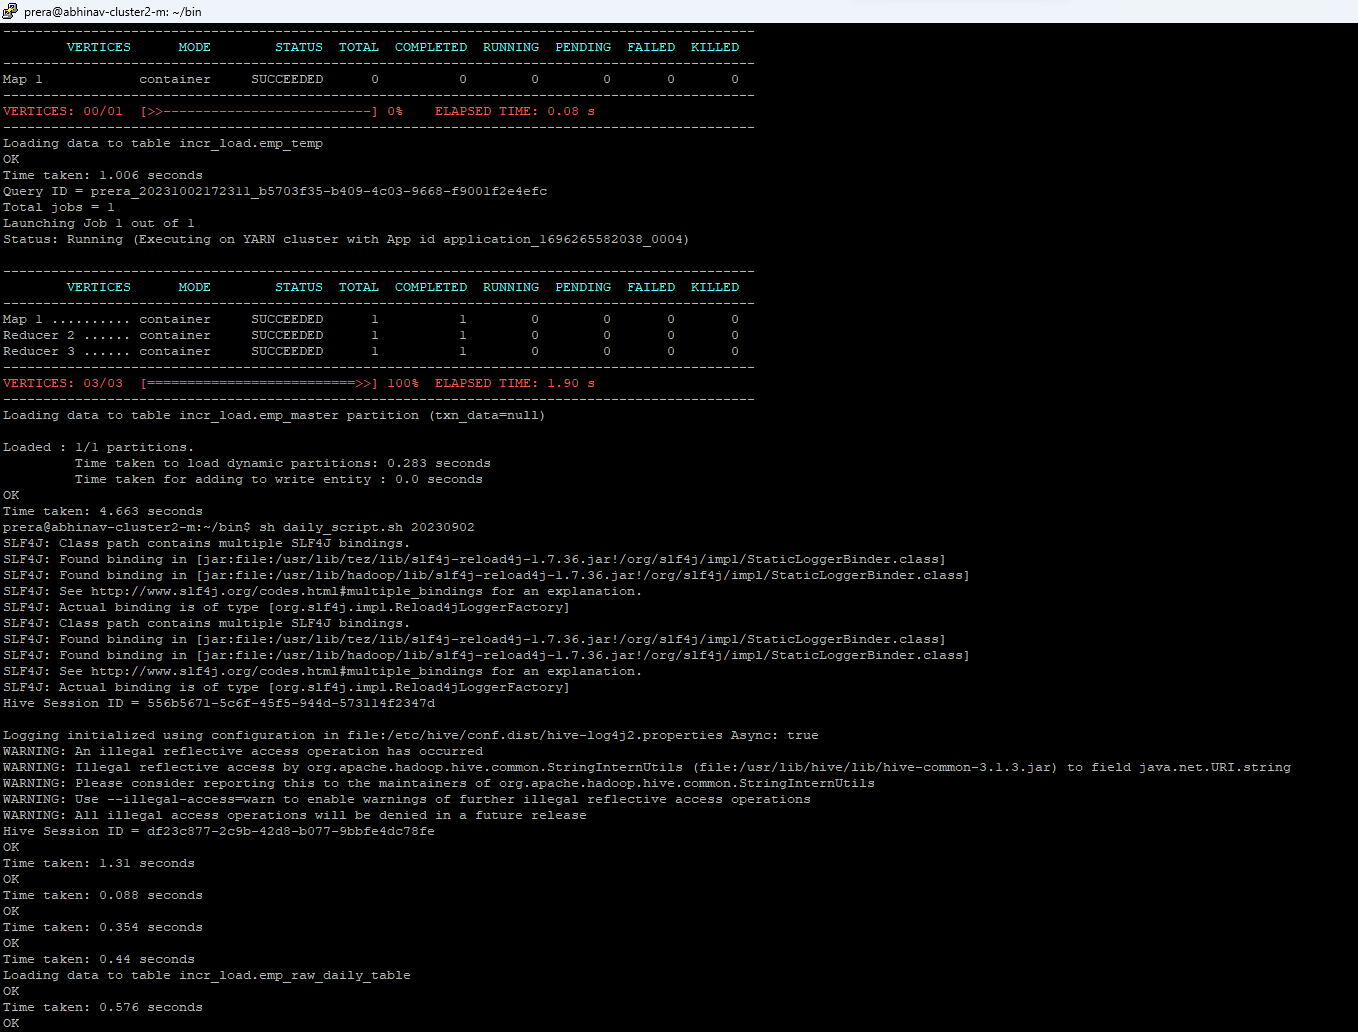 prera@abhinav-cluster2-m: ~/bin
----------------------------------------------------------------------------------------------
        VERTICES      MODE        STATUS  TOTAL  COMPLETED  RUNNING  PENDING  FAILED  KILLED
----------------------------------------------------------------------------------------------
Map 1            container     SUCCEEDED      0          0        0        0       0       0
----------------------------------------------------------------------------------------------
VERTICES: 00/01  [>>--------------------------] 0%    ELAPSED TIME: 0.08 s
----------------------------------------------------------------------------------------------
Loading data to table incr_load.emp_temp
OK
Time taken: 1.006 seconds
Query ID = prera_20231002172311_b5703f35-b409-4c03-9668-f9001f2e4efc
Total jobs = 1
Launching Job 1 out of 1
Status: Running (Executing on YARN cluster with App id application_1696265582038_0004)

----------------------------------------------------------------------------------------------
        VERTICES      MODE        STATUS  TOTAL  COMPLETED  RUNNING  PENDING  FAILED  KILLED
----------------------------------------------------------------------------------------------
Map 1 .......... container     SUCCEEDED      1          1        0        0       0       0
Reducer 2 ...... container     SUCCEEDED      1          1        0        0       0       0
Reducer 3 ...... container     SUCCEEDED      1          1        0        0       0       0
----------------------------------------------------------------------------------------------
VERTICES: 03/03  [==========================>>] 100%  ELAPSED TIME: 1.90 s
----------------------------------------------------------------------------------------------
Loading data to table incr_load.emp_master partition (txn_data=null)

Loaded : 1/1 partitions.
         Time taken to load dynamic partitions: 0.283 seconds
         Time taken for adding to write entity : 0.0 seconds
OK
Time taken: 4.663 seconds
prera@abhinav-cluster2-m:~/bin$ sh daily_script.sh 20230902
SLF4J: Class path contains multiple SLF4J bindings.
SLF4J: Found binding in [jar:file:/usr/lib/tez/lib/slf4j-reload4j-1.7.36.jar!/org/slf4j/impl/StaticLoggerBinder.class]
SLF4J: Found binding in [jar:file:/usr/lib/hadoop/lib/slf4j-reload4j-1.7.36.jar!/org/slf4j/impl/StaticLoggerBinder.class]
SLF4J: See http://www.slf4j.org/codes.html#multiple_bindings for an explanation.
SLF4J: Actual binding is of type [org.slf4j.impl.Reload4jLoggerFactory]
SLF4J: Class path contains multiple SLF4J bindings.
SLF4J: Found binding in [jar:file:/usr/lib/tez/lib/slf4j-reload4j-1.7.36.jar!/org/slf4j/impl/StaticLoggerBinder.class]
SLF4J: Found binding in [jar:file:/usr/lib/hadoop/lib/slf4j-reload4j-1.7.36.jar!/org/slf4j/impl/StaticLoggerBinder.class]
SLF4J: See http://www.slf4j.org/codes.html#multiple_bindings for an explanation.
SLF4J: Actual binding is of type [org.slf4j.impl.Reload4jLoggerFactory]
Hive Session ID = 556b5671-5c6f-45f5-944d-573114f2347d

Logging initialized using configuration in file:/etc/hive/conf.dist/hive-log4j2.properties Async: true
WARNING: An illegal reflective access operation has occurred
WARNING: Illegal reflective access by org.apache.hadoop.hive.common.StringInternUtils (file:/usr/lib/hive/lib/hive-common-3.1.3.jar) to field java.net.URI.string
WARNING: Please consider reporting this to the maintainers of org.apache.hadoop.hive.common.StringInternUtils
WARNING: Use --illegal-access=warn to enable warnings of further illegal reflective access operations
WARNING: All illegal access operations will be denied in a future release
Hive Session ID = df23c877-2c9b-42d8-b077-9bbfe4dc78fe
OK
Time taken: 1.31 seconds
OK
Time taken: 0.088 seconds
OK
Time taken: 0.354 seconds
OK
Time taken: 0.44 seconds
Loading data to table incr_load.emp_raw_daily_table
OK
Time taken: 0.576 seconds
OK